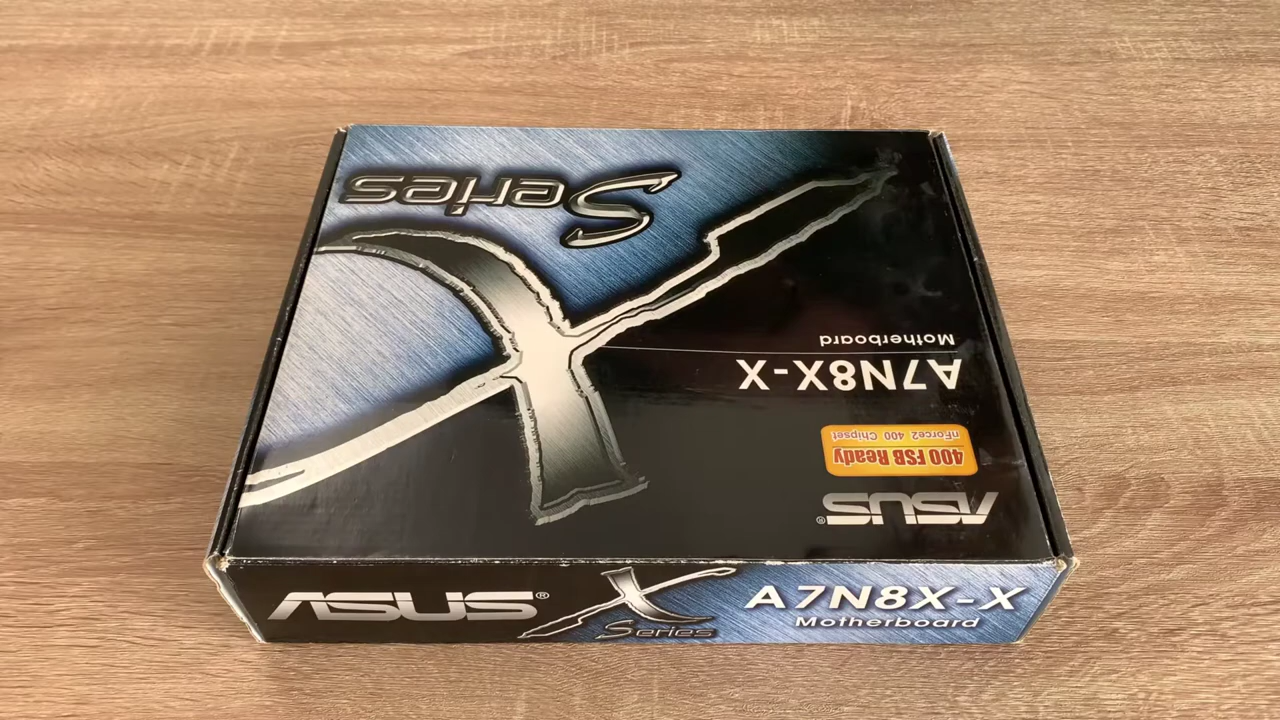 Series
A7N8X-X
Motherboard
400 FSB Ready
nForce2 400 Chipset
ASUS®
ASUS®
X
Series
A7N8X-X
Motherboard